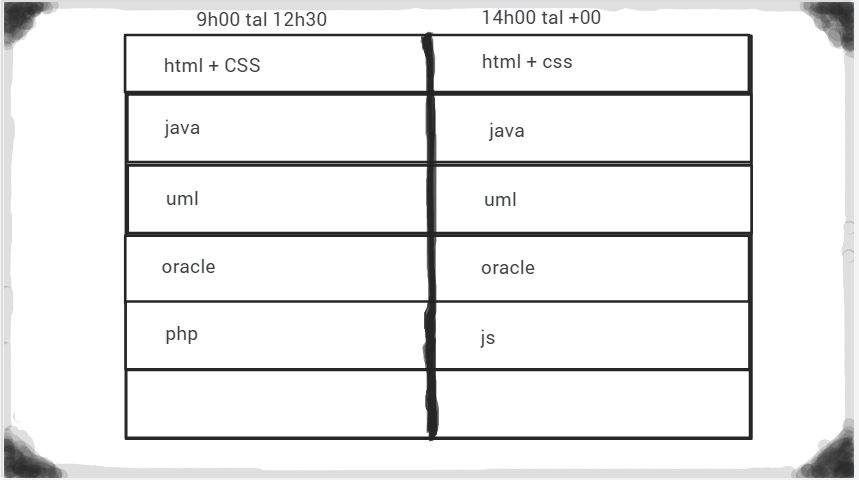 9h00 tal 12h30
14h00 tal +00
html + CSS
html + css
java
java
uml
uml
oracle
oracle
php
js